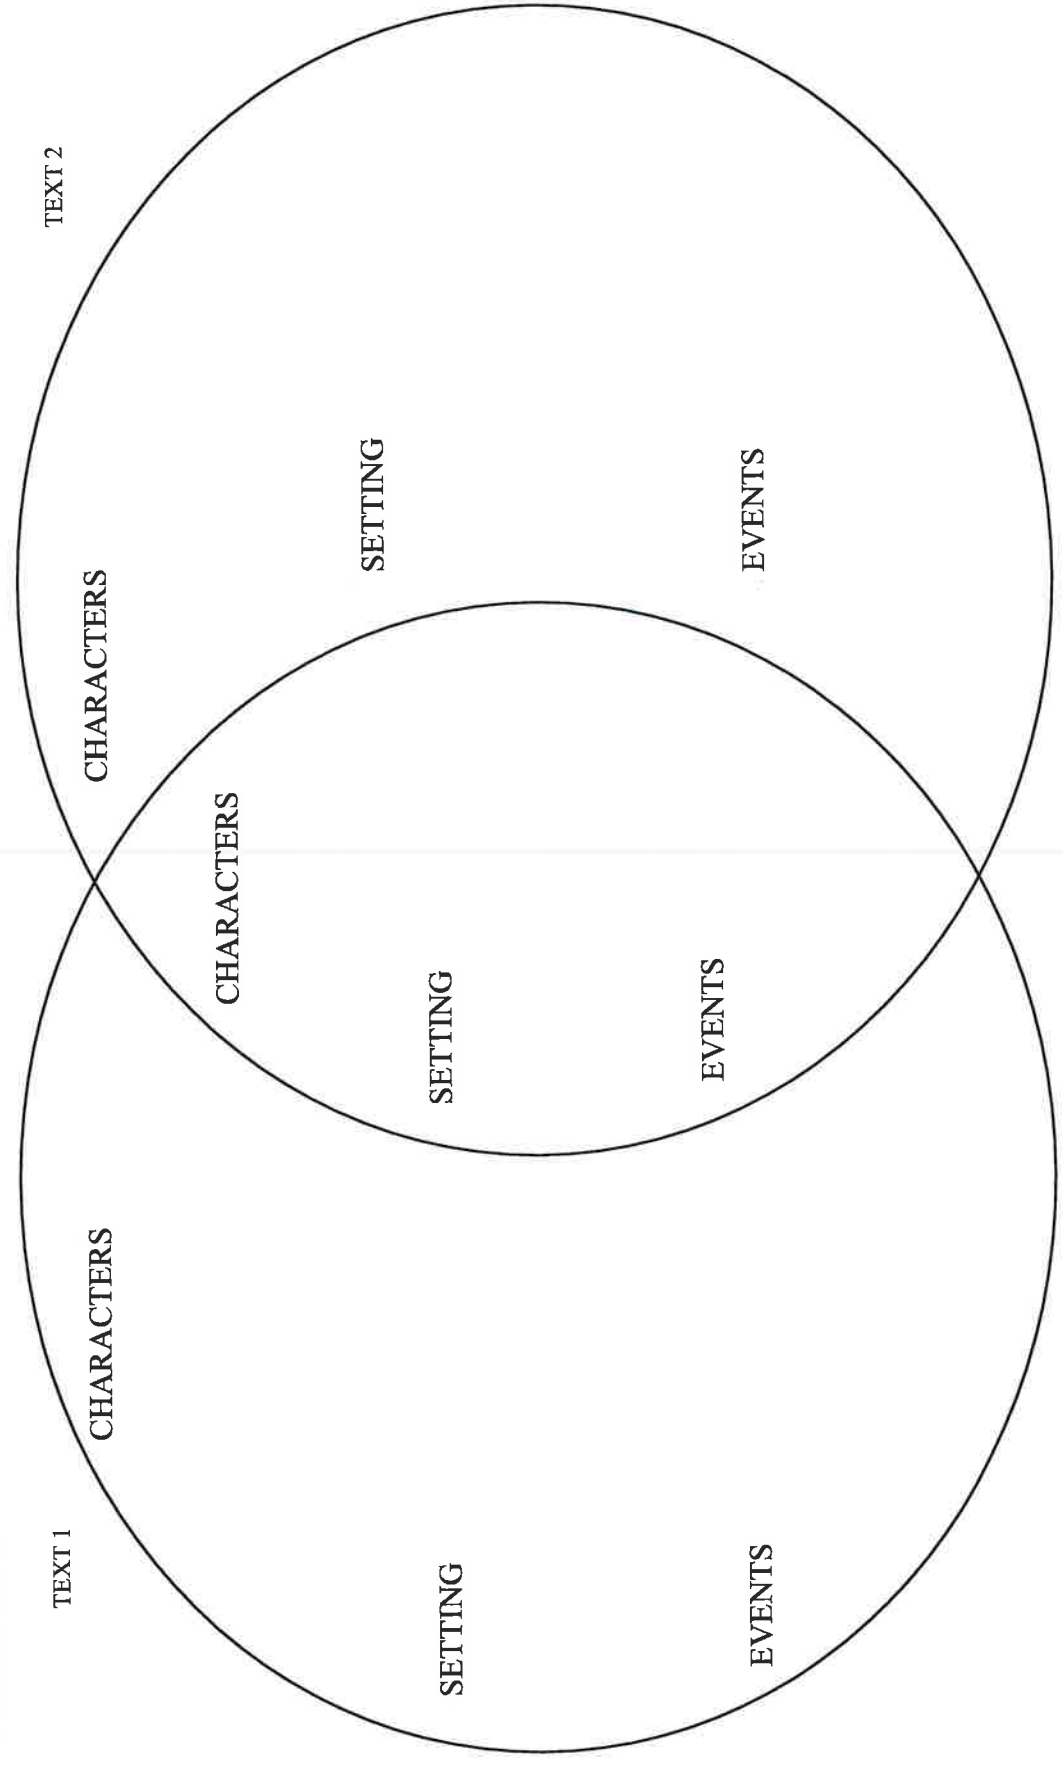 TEXT 1
TEXT 2
CHARACTERS
CHARACTERS
CHARACTERS
SETTING
SETTING
SETTING
EVENTS
EVENTS
EVENTS